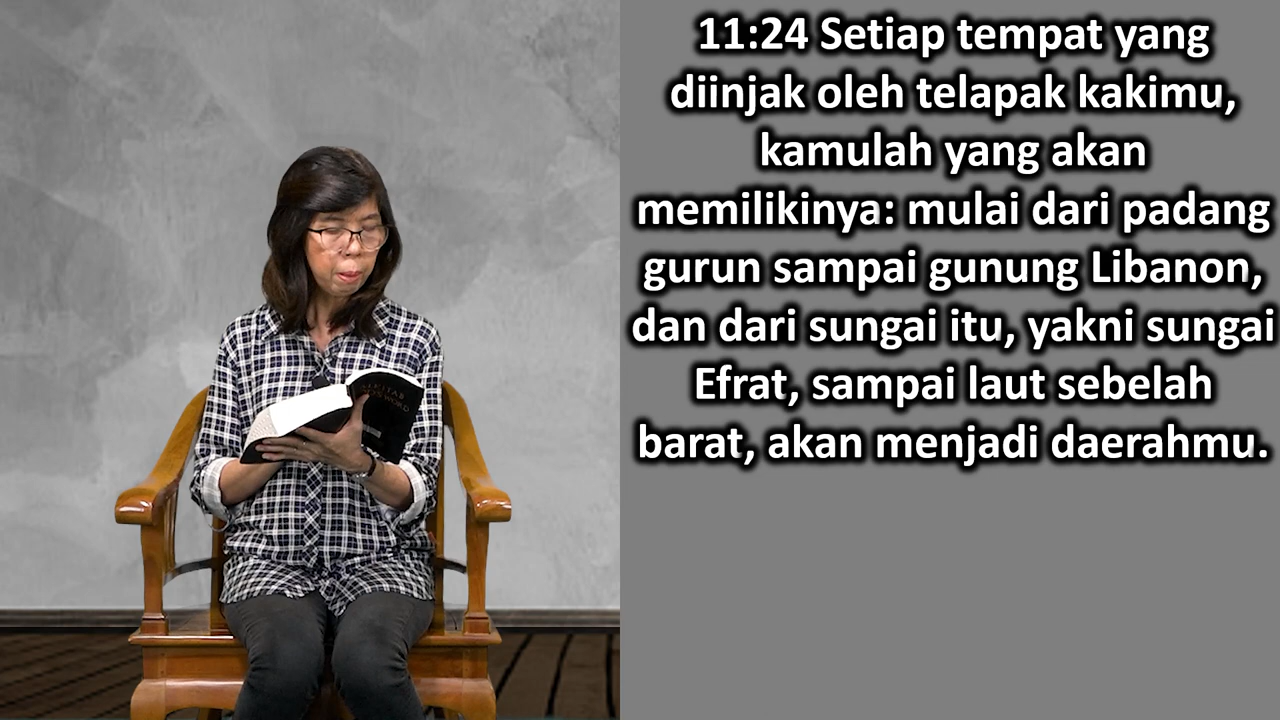 11:24 Setiap tempat yang
diinjak oleh telapak kakimu,
kamulah yang akan
memilikinya: mulai dari padang
gurun sampai gunung Libanon,
dan dari sungai itu, yakni sungai
Efrat, sampai laut sebelah
barat, akan menjadi daerahmu.